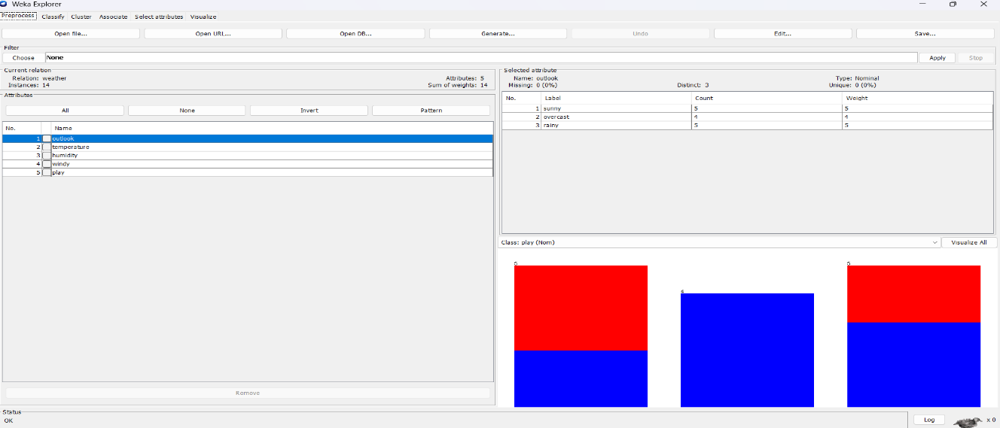 Weka Explorer
Preprocess Classify Cluster Associate Select attributes Visualize
Open file... Open URL... Open DB... Generate... Undo Edit... Save...
Filter
Choose None Apply Stop
Current relation
Relation: weather Attributes: 5
Instances: 14 Sum of weights: 14
Attributes
All None Invert Pattern
No. Name
1 outlook
2 temperature
3 humidity
4 windy
5 play
Remove
Selected attribute
Name: outlook Type: Nominal
Missing: 0 (0%) Distinct: 3 Unique: 0 (0%)
No. Label Count Weight
1 sunny 5 5
2 overcast 4 4
3 rainy 5 5
Class: play (Nom) Visualize All
5 4 5
Status
OK Log x 0